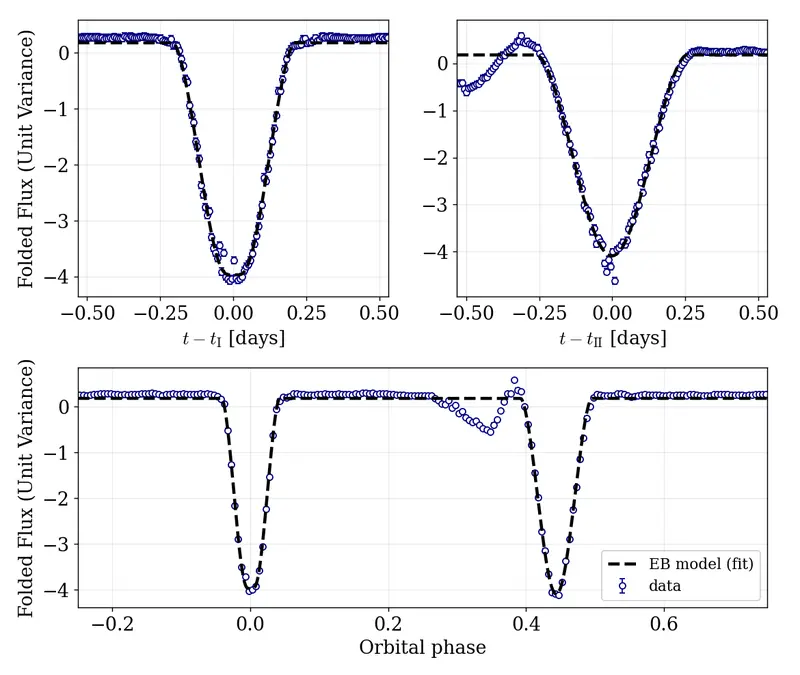 Folded Flux (Unit Variance)
0
−1
−2
−3
−4
−0.50 −0.25 0.00 0.25 0.50
t − t_I [days]
0
−1
−2
−3
−4
−0.50 −0.25 0.00 0.25 0.50
t − t_II [days]
Folded Flux (Unit Variance)
0
−1
−2
−3
−4
EB model (fit)
data
−0.2 0.0 0.2 0.4 0.6
Orbital phase